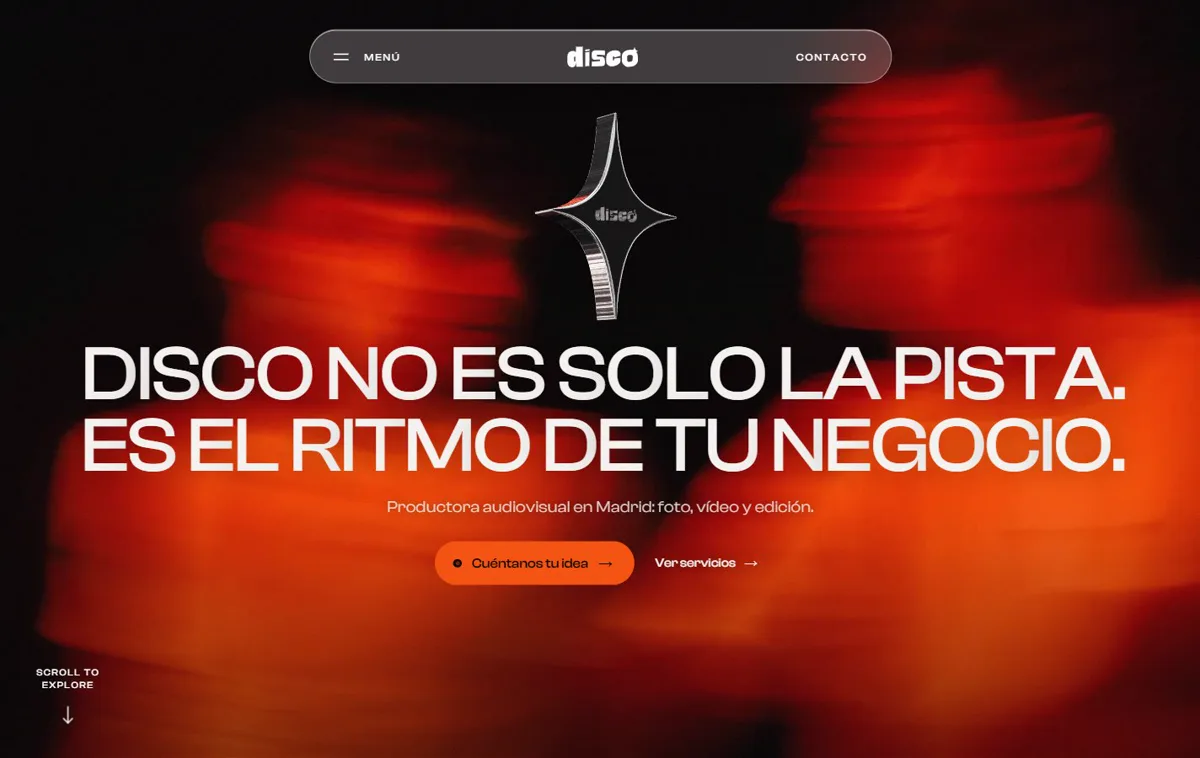 MENÚ
disco
CONTACTO
disco
DISCO NO ES SOLO LA PISTA.
ES EL RITMO DE TU NEGOCIO.
Productora audiovisual en Madrid: foto, vídeo y edición.
Cuéntanos tu idea →
Ver servicios →
SCROLL TO
EXPLORE
↓